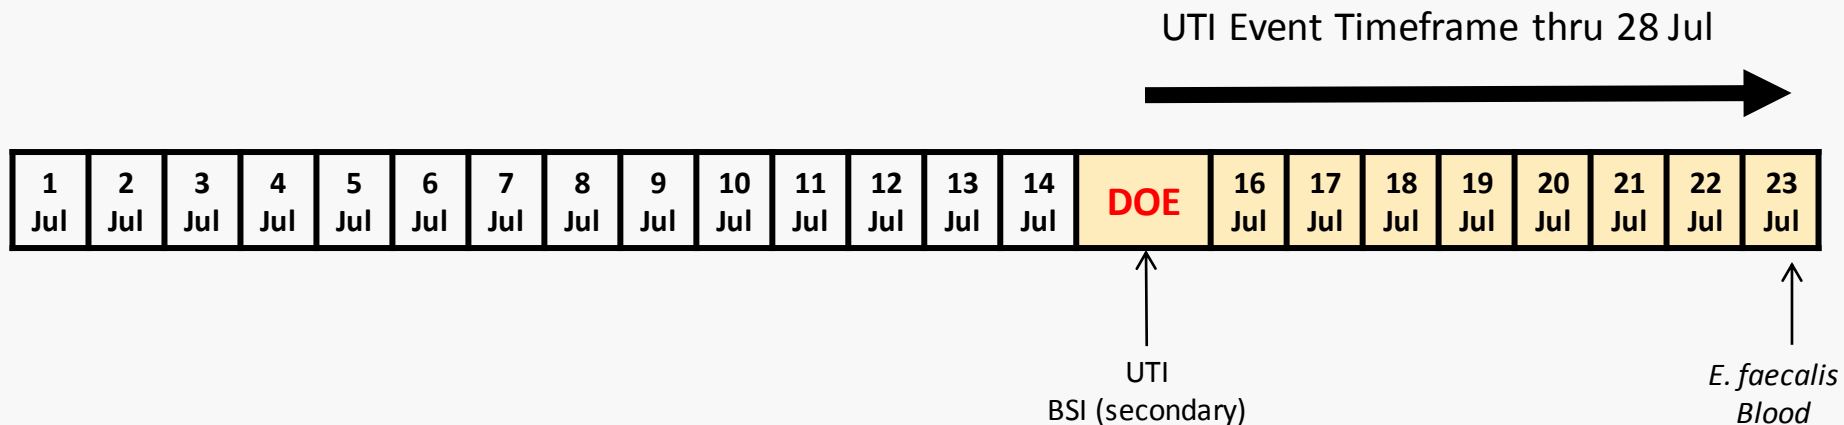 UTI Event Timeframe thru 28 Jul
1 Jul 2 Jul 3 Jul 4 Jul 5 Jul 6 Jul 7 Jul 8 Jul 9 Jul 10 Jul 11 Jul 12 Jul 13 Jul 14 Jul DOE 16 Jul 17 Jul 18 Jul 19 Jul 20 Jul 21 Jul 22 Jul 23 Jul
UTI
BSI (secondary)
E. faecalis
Blood